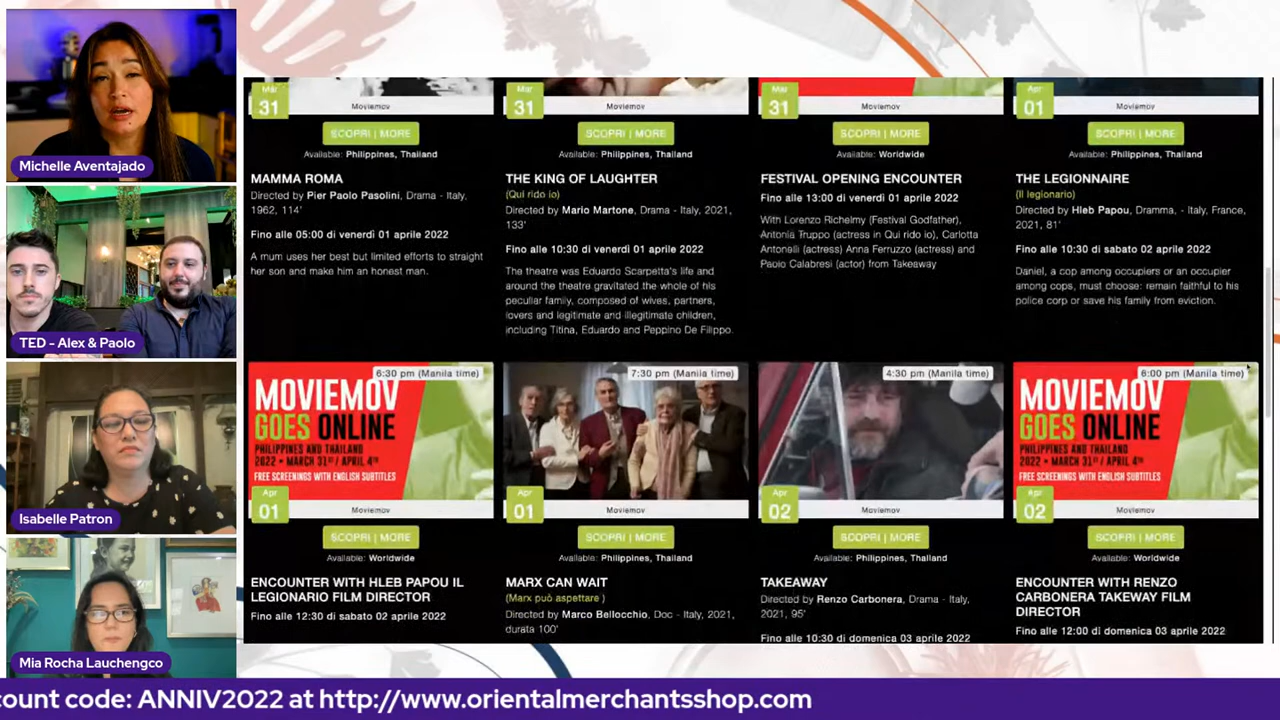 Michelle Aventajado
TED - Alex & Paolo
Isabelle Patron
Mia Rocha Lauchengco
Mar
31
Moviemov
SCOPRI | MORE
Available: Philippines, Thailand
MAMMA ROMA
Directed by Pier Paolo Pasolini, Drama - Italy,
1962, 114'
Fino alle 05:00 di venerdì 01 aprile 2022
A mum uses her best but limited efforts to straight
her son and make him an honest man.
Mar
31
Moviemov
SCOPRI | MORE
Available: Philippines, Thailand
THE KING OF LAUGHTER
(Qui rido io)
Directed by Mario Martone, Drama - Italy, 2021,
133'
Fino alle 10:30 di venerdì 01 aprile 2022
The theatre was Eduardo Scarpetta's life and
around the theatre gravitated the whole of his
peculiar family, composed of wives, partners,
lovers and legitimate and illegitimate children,
including Titina, Eduardo and Peppino De Filippo.
Mar
31
Moviemov
SCOPRI | MORE
Available: Worldwide
FESTIVAL OPENING ENCOUNTER
Fino alle 13:00 di venerdì 01 aprile 2022
With Lorenzo Richelmy (Festival Godfather),
Antonia Truppo (actress in Qui rido io), Carlotta
Antonelli (actress) Anna Ferruzzo (actress) and
Paolo Calabresi (actor) from Takeaway
Apr
01
Moviemov
SCOPRI | MORE
Available: Philippines, Thailand
THE LEGIONNAIRE
(Il legionario)
Directed by Hleb Papou, Dramma, - Italy, France,
2021, 81'
Fino alle 10:30 di sabato 02 aprile 2022
Daniel, a cop among occupiers or an occupier
among cops, must choose: remain faithful to his
police corp or save his family from eviction.
6:30 pm (Manila time)
MOVIEMOV
GOES ONLINE
PHILIPPINES AND THAILAND
2022 • MARCH 31ST / APRIL 4TH
FREE SCREENINGS WITH ENGLISH SUBTITLES
Apr
01
Moviemov
SCOPRI | MORE
Available: Worldwide
ENCOUNTER WITH HLEB PAPOU IL
LEGIONARIO FILM DIRECTOR
Fino alle 12:30 di sabato 02 aprile 2022
7:30 pm (Manila time)
Apr
01
Moviemov
SCOPRI | MORE
Available: Philippines, Thailand
MARX CAN WAIT
(Marx può aspettare )
Directed by Marco Bellocchio, Doc - Italy, 2021,
durata 100'
4:30 pm (Manila time)
Apr
02
Moviemov
SCOPRI | MORE
Available: Philippines, Thailand
TAKEAWAY
Directed by Renzo Carbonera, Drama - Italy,
2021, 95'
Fino alle 10:30 di domenica 03 aprile 2022
6:00 pm (Manila time)
MOVIEMOV
GOES ONLINE
PHILIPPINES AND THAILAND
2022 • MARCH 31ST / APRIL 4TH
FREE SCREENINGS WITH ENGLISH SUBTITLES
Apr
02
Moviemov
SCOPRI | MORE
Available: Worldwide
ENCOUNTER WITH RENZO
CARBONERA TAKEWAY FILM
DIRECTOR
Fino alle 12:00 di domenica 03 aprile 2022
ount code: ANNIV2022 at http://www.orientalmerchantsshop.com